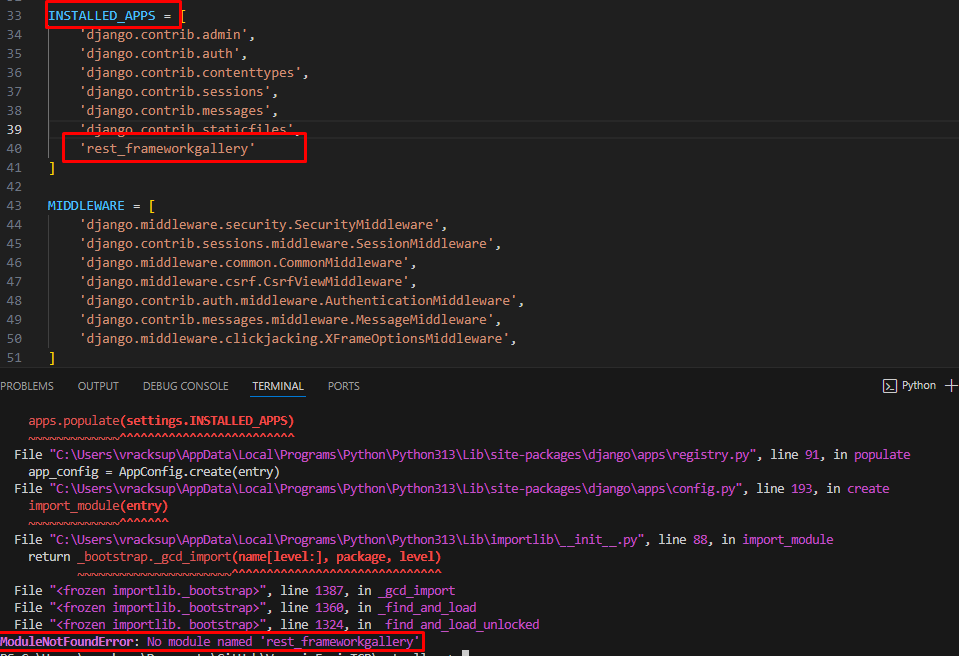 33 INSTALLED_APPS = [
34 'django.contrib.admin',
35 'django.contrib.auth',
36 'django.contrib.contenttypes',
37 'django.contrib.sessions',
38 'django.contrib.messages',
39 'django.contrib.staticfiles',
40 'rest_frameworkgallery'
41 ]
42
43 MIDDLEWARE = [
44 'django.middleware.security.SecurityMiddleware',
45 'django.contrib.sessions.middleware.SessionMiddleware',
46 'django.middleware.common.CommonMiddleware',
47 'django.middleware.csrf.CsrfViewMiddleware',
48 'django.contrib.auth.middleware.AuthenticationMiddleware',
49 'django.contrib.messages.middleware.MessageMiddleware',
50 'django.middleware.clickjacking.XFrameOptionsMiddleware',
51 ]
PROBLEMS OUTPUT DEBUG CONSOLE TERMINAL PORTS Python
apps.populate(settings.INSTALLED_APPS)
~~~~~~~~~~~~~^^^^^^^^^^^^^^^^^^^^^^^^^
File "C:\Users\vracksup\AppData\Local\Programs\Python\Python313\Lib\site-packages\django\apps\registry.py", line 91, in populate
app_config = AppConfig.create(entry)
File "C:\Users\vracksup\AppData\Local\Programs\Python\Python313\Lib\site-packages\django\apps\config.py", line 193, in create
import_module(entry)
~~~~~~~~~~~~~^^^^^^^
File "C:\Users\vracksup\AppData\Local\Programs\Python\Python313\Lib\importlib\__init__.py", line 88, in import_module
return _bootstrap._gcd_import(name[level:], package, level)
~~~~~~~~~~~~~~~~~~~~~~^^^^^^^^^^^^^^^^^^^^^^^^^^^^^^
File "<frozen importlib._bootstrap>", line 1387, in _gcd_import
File "<frozen importlib._bootstrap>", line 1360, in _find_and_load
File "<frozen importlib._bootstrap>", line 1324, in _find_and_load_unlocked
ModuleNotFoundError: No module named 'rest_frameworkgallery'